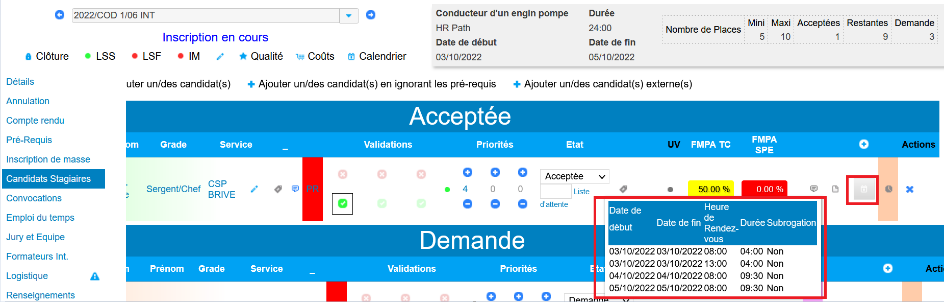 2022/COD 1/06 INT
Inscription en cours
Clôture LSS LSF IM Qualité Coûts Calendrier
Conducteur d'un engin pompe Durée
HR Path 24:00
Date de début Date de fin
03/10/2022 05/10/2022
Mini Maxi Acceptées Restantes Demande
Nombre de Places 5 10 1 9 3
Détails
Annulation
Compte rendu
Pré-Requis
Inscription de masse
Candidats Stagiaires
Convocations
Emploi du temps
Jury et Equipe
Formateurs Int.
Logistique
Renseignements
uter un/des candidat(s) Ajouter un/des candidat(s) en ignorant les pré-requis Ajouter un/des candidat(s) externe(s)
Acceptée
om Grade Service _ Validations Priorités Etat UV FMPA TC FMPA SPE Actions
Sergent/Chef CSP BRIVE 4 0 0 Acceptée Liste d'attente 50.00 % 0.00 %
Date de début Date de fin Heure de Rendez-vous Durée Subrogation
03/10/2022 03/10/2022 08:00 04:00 Non
03/10/2022 03/10/2022 13:00 04:00 Non
04/10/2022 04/10/2022 08:00 09:30 Non
05/10/2022 05/10/2022 08:00 09:30 Non
Demande
om Prénom Grade Service _ Validations Priorités Eta Actio
Demande